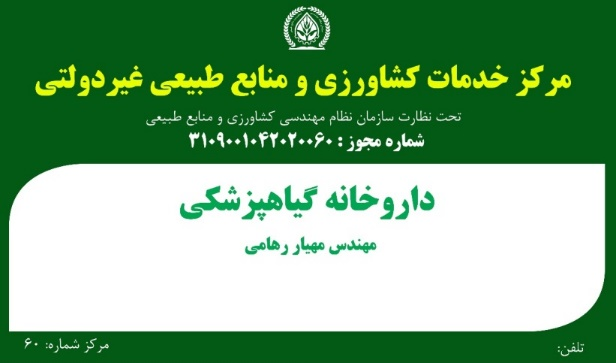 مرکز خدمات کشاورزی و منابع طبیعی غیردولتی
تحت نظارت سازمان نظام مهندسی کشاورزی و منابع طبیعی
شماره مجوز : ۳۱۰۹۰۰۱۰۴۲۰۲۰۰۶۰
داروخانه گیاهپزشکی
مهندس مهیار رهامی
تلفن:
مرکز شماره: ۶۰